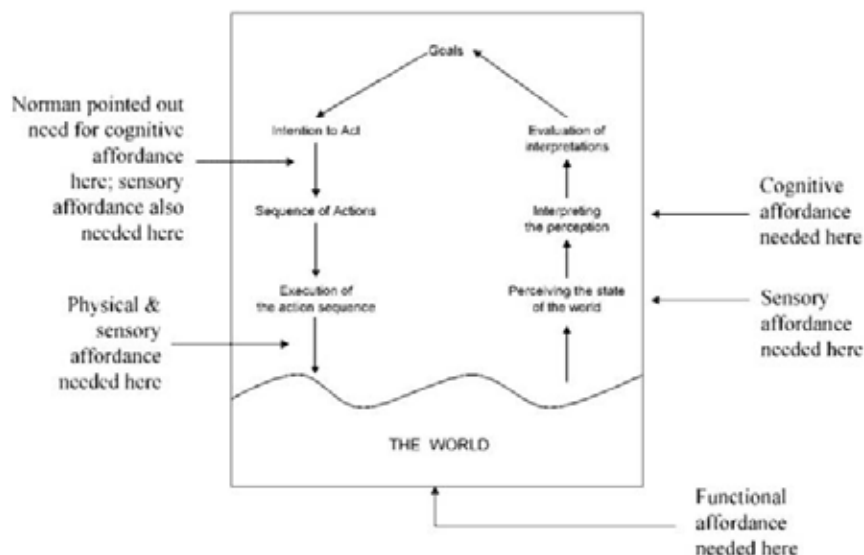 Goals
Norman pointed out
need for cognitive
affordance
here; sensory
affordance also
needed here
Intention to Act
Sequence of Actions
Execution of
the action sequence
Physical &
sensory
affordance
needed here
Evaluation of
interpretations
Interpreting
the perception
Perceiving the state
of the world
Cognitive
affordance
needed here
Sensory
affordance
needed here
THE WORLD
Functional
affordance
needed here